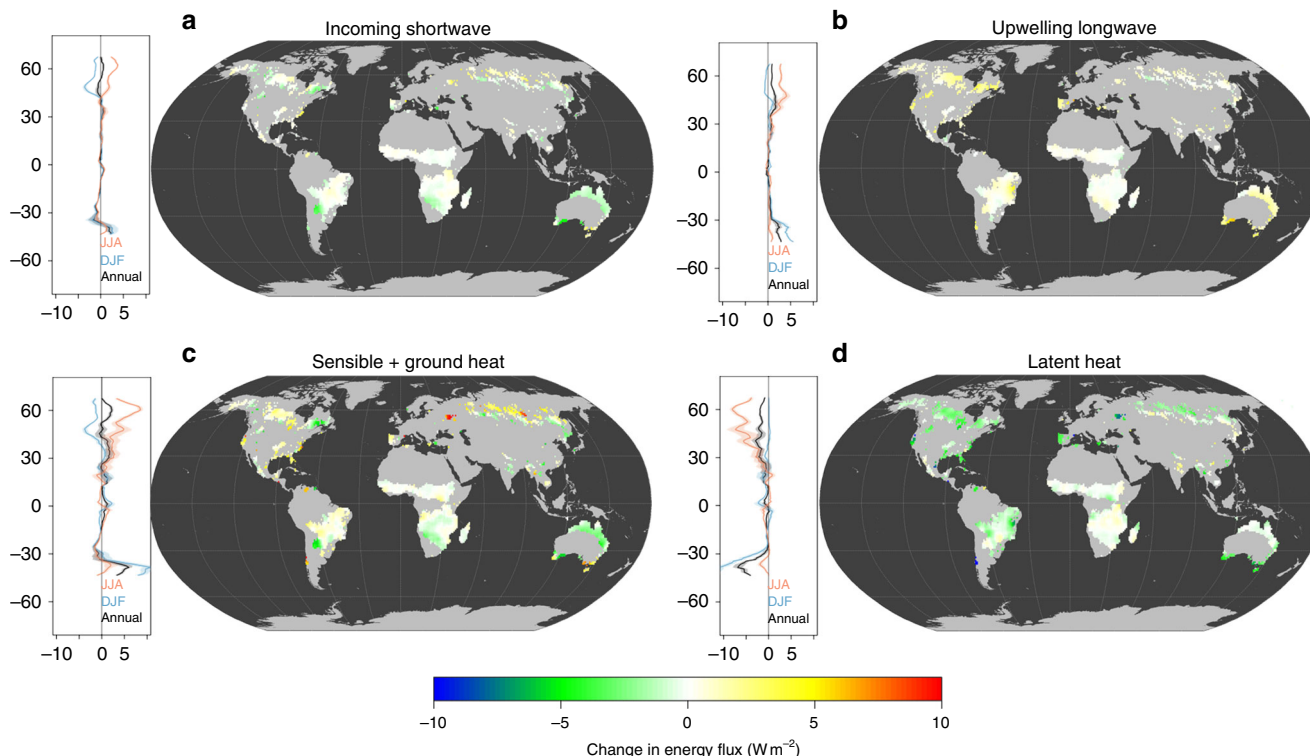 a
Incoming shortwave
60
30
0
−30
−60
JJA
DJF
Annual
−10 0 5
b
Upwelling longwave
60
30
0
−30
−60
JJA
DJF
Annual
−10 0 5
c
Sensible + ground heat
60
30
0
−30
−60
JJA
DJF
Annual
−10 0 5
d
Latent heat
60
30
0
−30
−60
JJA
DJF
Annual
−10 0 5
−10 −5 0 5 10
Change in energy flux (W m⁻²)